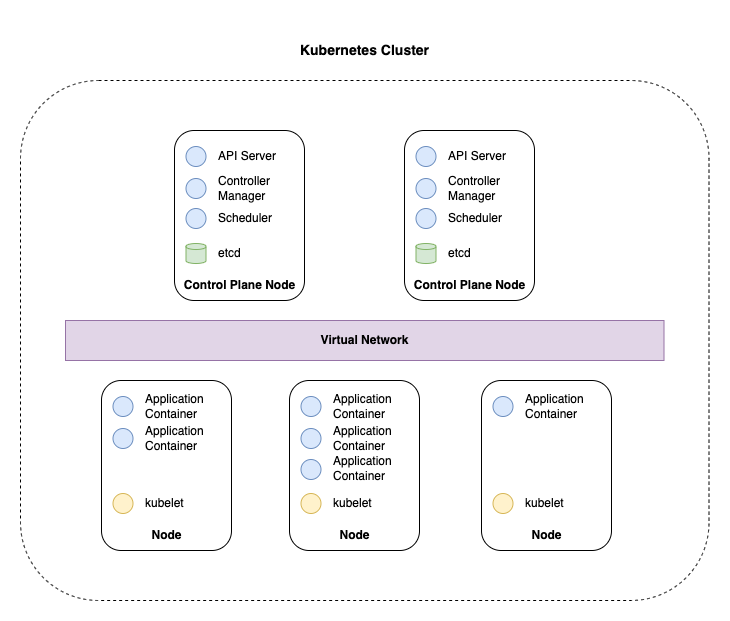 Kubernetes Cluster
API Server
Controller
Manager
Scheduler
etcd
Control Plane Node
API Server
Controller
Manager
Scheduler
etcd
Control Plane Node
Virtual Network
Application
Container
Application
Container
kubelet
Node
Application
Container
Application
Container
Application
Container
kubelet
Node
Application
Container
kubelet
Node